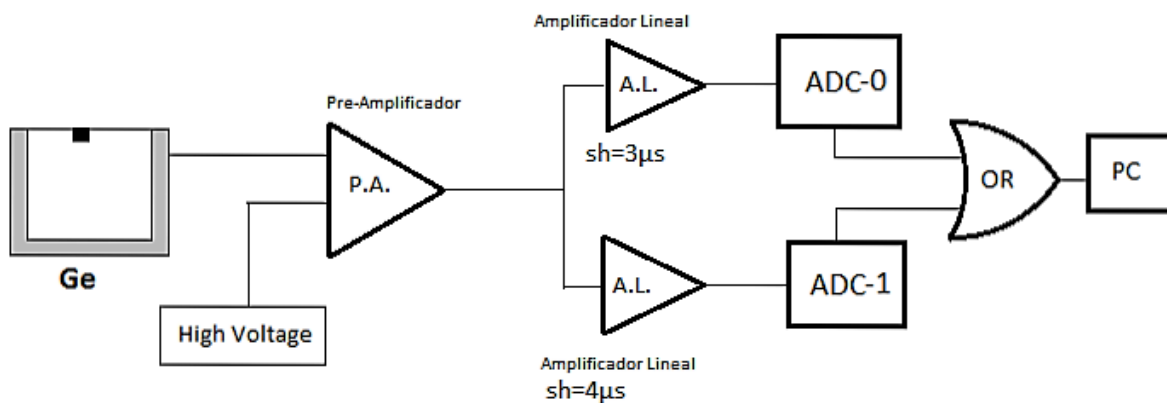 Amplificador Lineal
A.L.
ADC-0
sh=3µs
Pre-Amplificador
P.A.
OR
PC
Ge
High Voltage
A.L.
ADC-1
Amplificador Lineal
sh=4µs